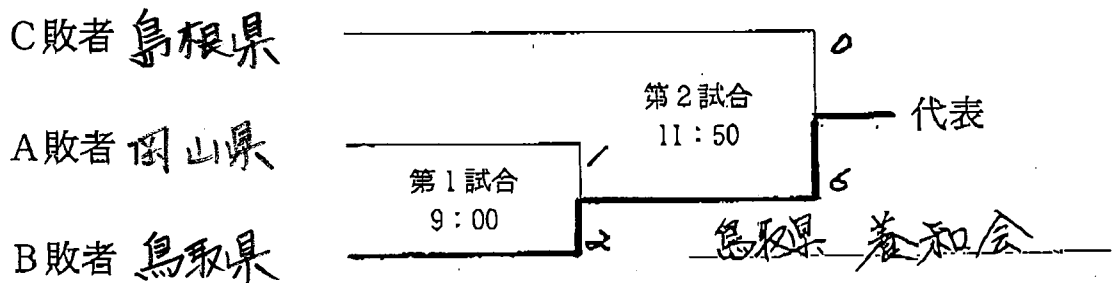 C敗者 島根県
0
第2試合
11:50
代表
A敗者 岡山県
1
第1試合
9:00
6
B敗者 鳥取県
2
鳥取県 養和会